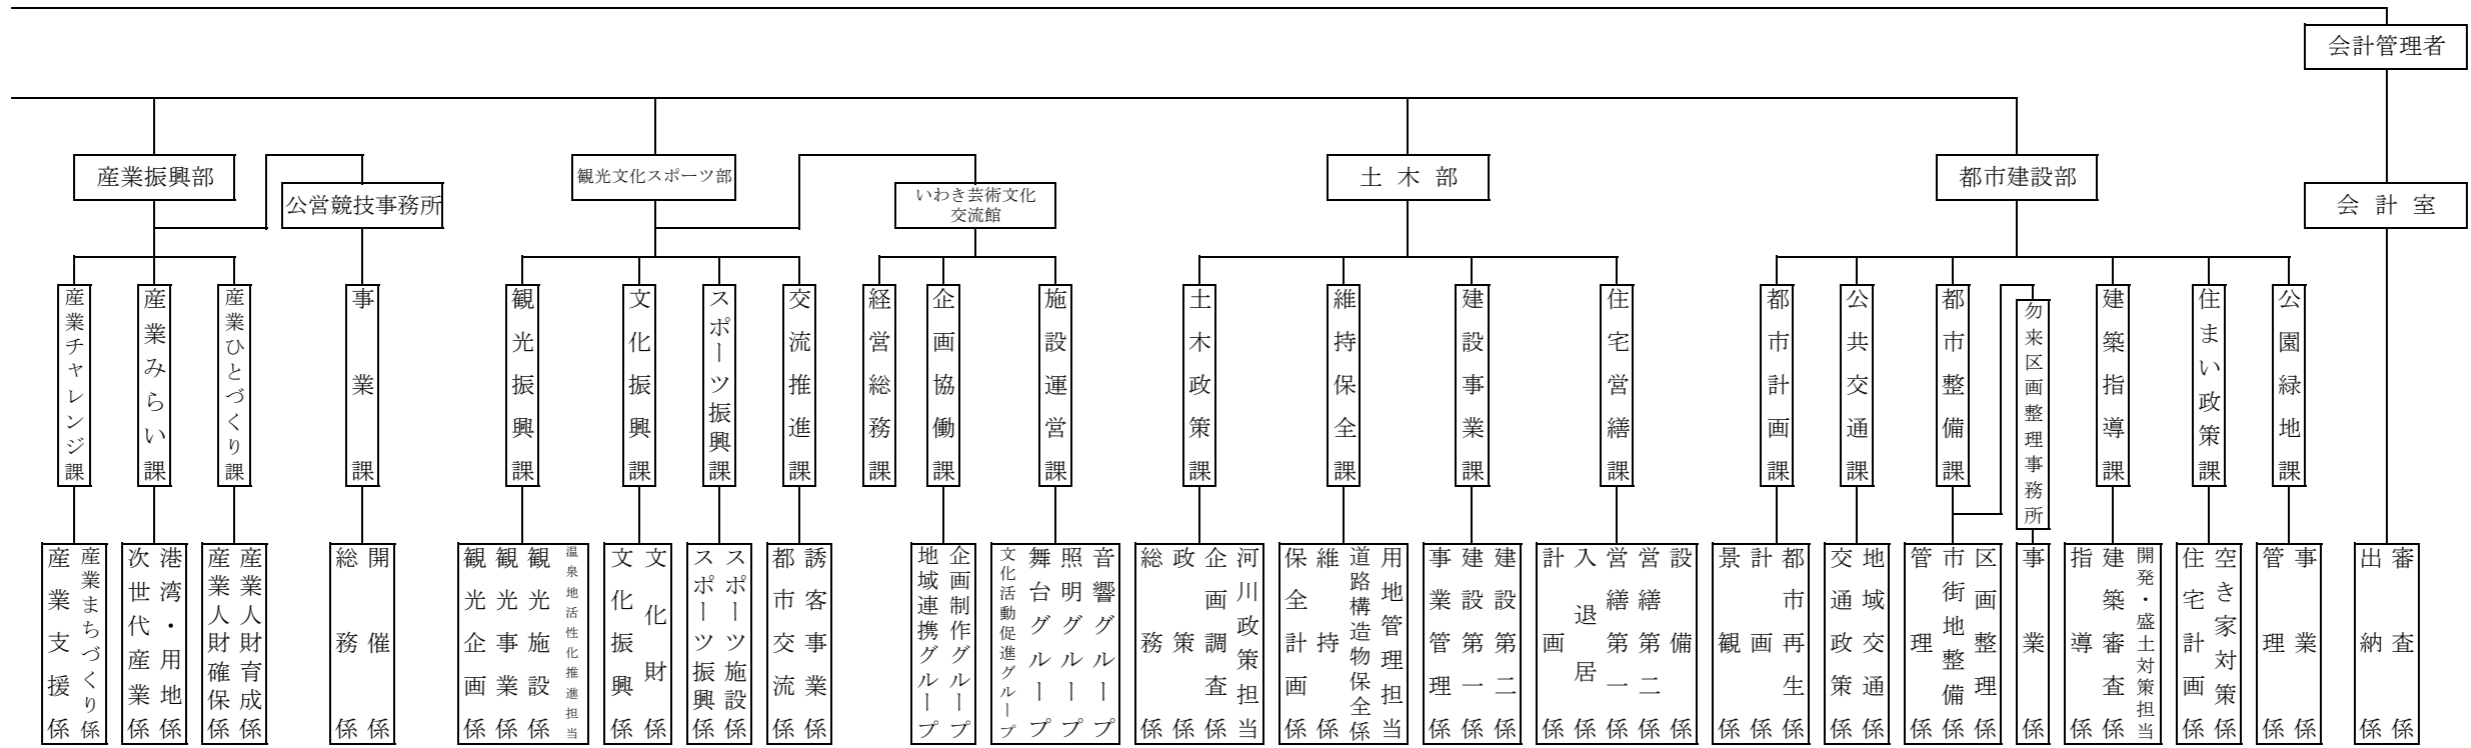 会計管理者
産業振興部
公営競技事務所
観光文化スポーツ部
いわき芸術文化
交流館
土木部
都市建設部
会計室
産業チャレンジ課
産業みらい課
産業ひとづくり課
事業課
観光振興課
文化振興課
スポーツ振興課
交流推進課
経営総務課
企画協働課
施設運営課
土木政策課
維持保全課
建設事業課
住宅営繕課
都市計画課
公共交通課
都市整備課
勿来区画整理事務所
建築指導課
住まい政策課
公園緑地課
産業支援係
産業まちづくり係
次世代産業係
港湾・用地係
産業人財確保係
産業人財育成係
総務係
開催係
観光企画係
観光事業係
観光施設係
温泉地活性化推進担当
文化振興係
文化財係
スポーツ振興係
スポーツ施設係
都市交流係
誘客事業係
地域連携グループ
企画制作グループ
文化活動促進グループ
舞台グループ
照明グループ
音響グループ
総務係
政策係
企画調査係
河川政策担当
保全計画係
維持係
道路構造物保全係
用地管理担当
事業管理係
建設第一係
建設第二係
計画係
入退居係
営繕第一係
営繕第二係
設備係
景観係
計画係
都市再生係
交通政策係
地域交通係
管理係
市街地整備係
区画整理係
事業係
指導係
建築審査係
開発・盛土対策担当
住宅計画係
空き家対策係
管理係
事業係
出納係
審査係